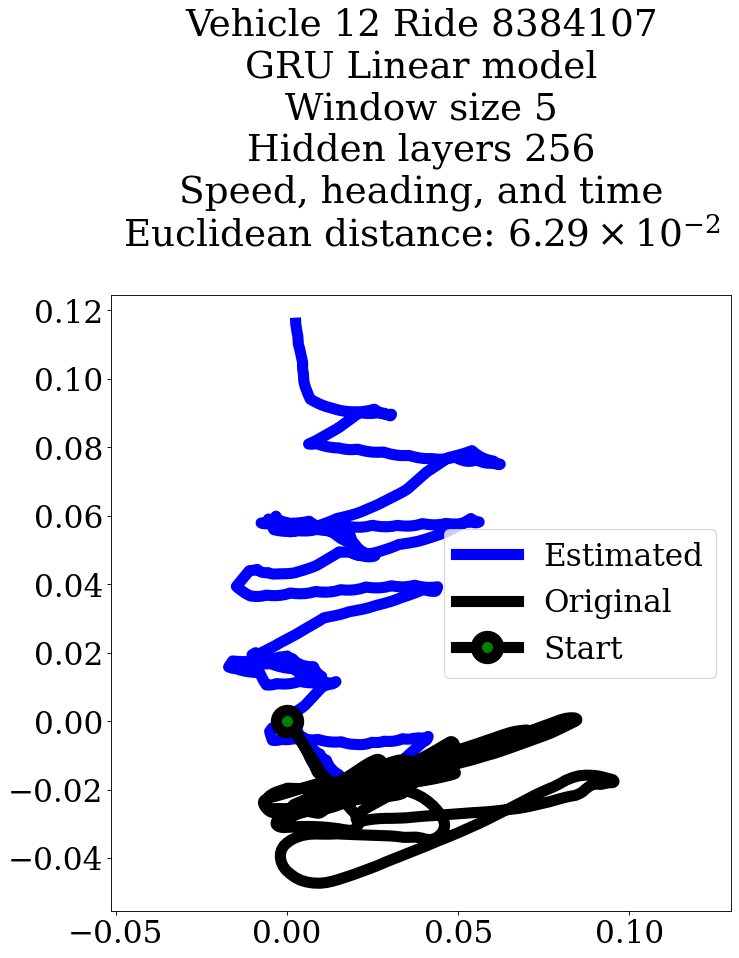 Vehicle 12 Ride 8384107
GRU Linear model
Window size 5
Hidden layers 256
Speed, heading, and time
Euclidean distance: 6.29 × 10⁻²
0.12
0.10
0.08
0.06
0.04
0.02
0.00
−0.02
−0.04
Estimated
Original
Start
−0.05
0.00
0.05
0.10